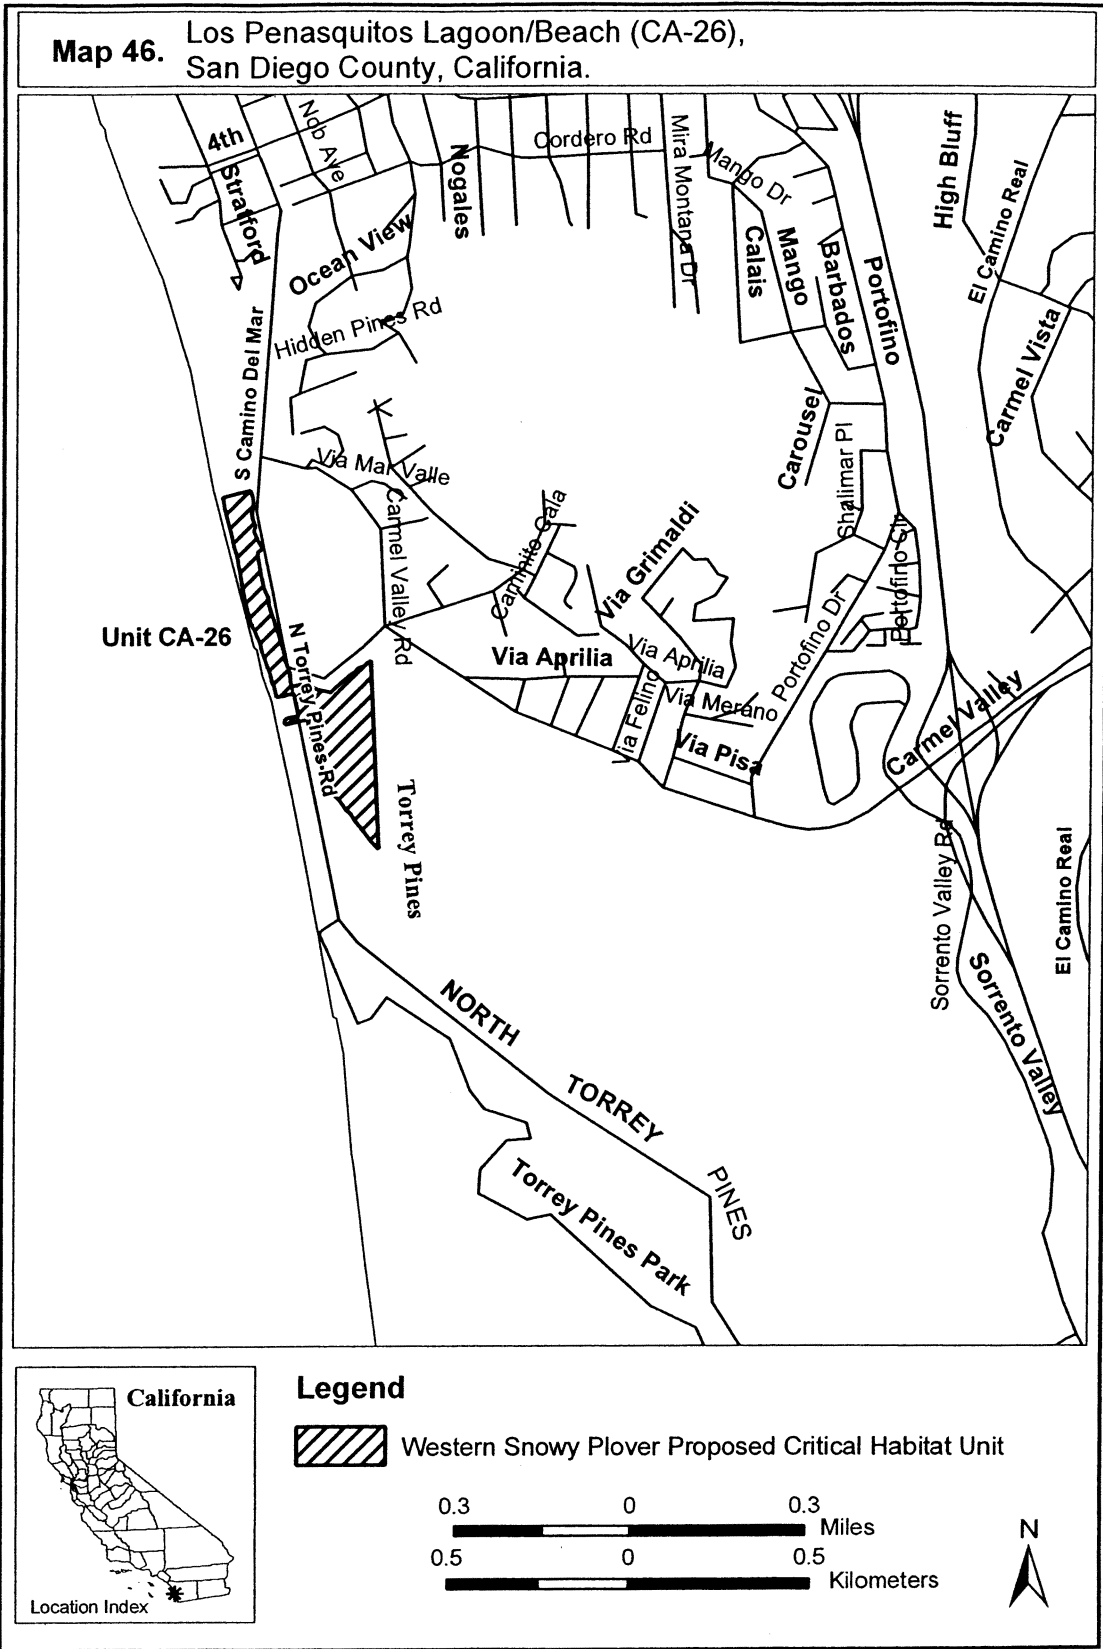 Map 46.
Los Penasquitos Lagoon/Beach (CA-26),
San Diego County, California.
4th
Nob Ave
Stratford
Nogales
Cordero Rd
Mira Montana Dr
Mango Dr
High Bluff
El Camino Real
Ocean View
Calais
Mango
Barbados
Portofino
Hidden Pines Rd
S Camino Del Mar
Carmel Vista
Carousel
Shalimar Pl
Via Mar Valle
Carmel Valley Rd
Caminito Cala
Via Grimaldi
Portofino Cir
Portofino Dr
Unit CA-26
N Torrey Pines Rd
Via Aprilia
Via Aprilia
Via Felino
Via Merano
Via Pisa
Carmel Valley
Torrey Pines
Sorrento Valley Rd
El Camino Real
Sorrento Valley
NORTH
TORREY
PINES
Torrey Pines Park
California
Location Index
Legend
Western Snowy Plover Proposed Critical Habitat Unit
0.3 0 0.3
Miles
0.5 0 0.5
Kilometers
N